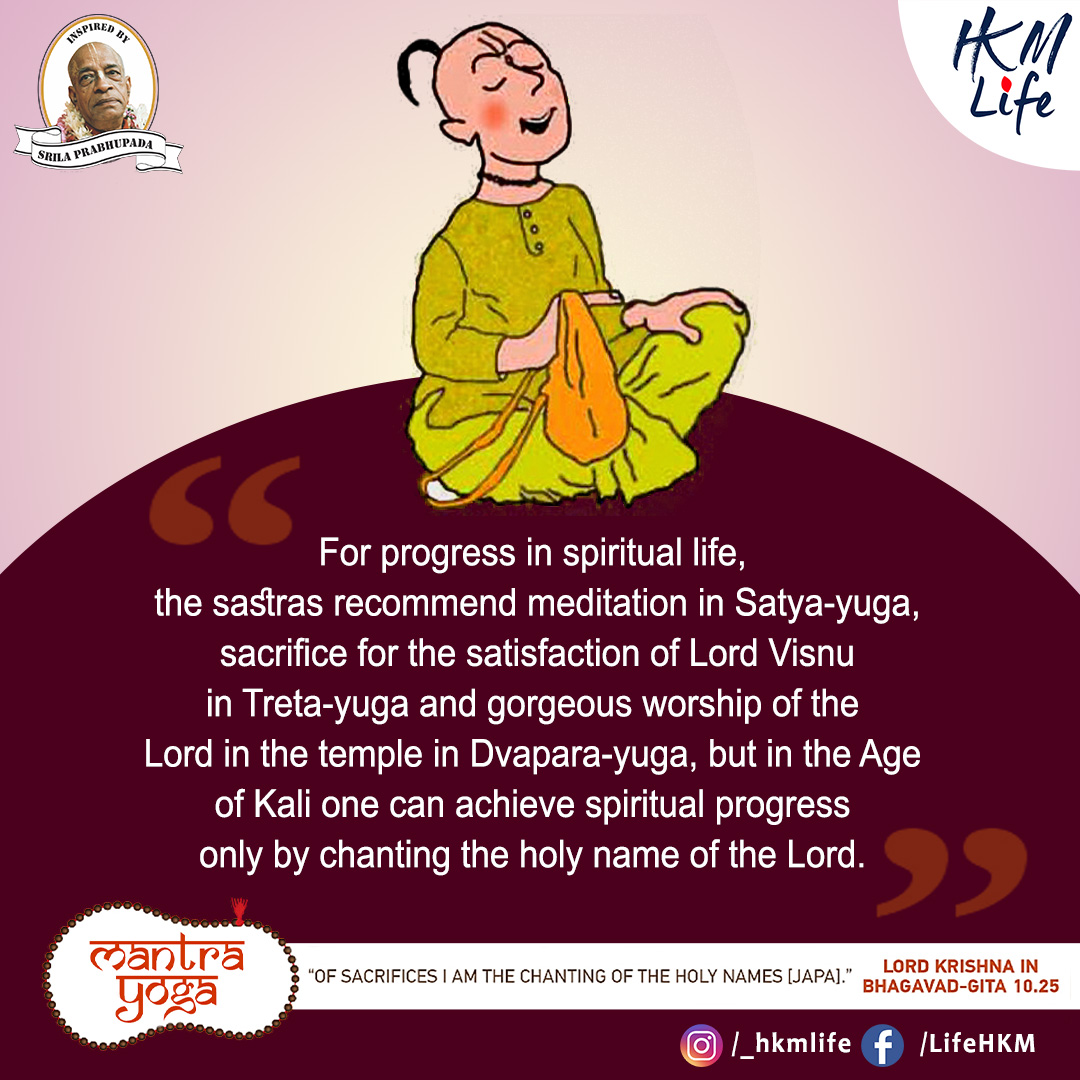 INSPIRED BY
SRILA PRABHUPADA
HKM
Life
“
For progress in spiritual life,
the sastras recommend meditation in Satya-yuga,
sacrifice for the satisfaction of Lord Visnu
in Treta-yuga and gorgeous worship of the
Lord in the temple in Dvapara-yuga, but in the Age
of Kali one can achieve spiritual progress
only by chanting the holy name of the Lord.
”
mantra
yoga
“OF SACRIFICES I AM THE CHANTING OF THE HOLY NAMES [JAPA].”
LORD KRISHNA IN
BHAGAVAD-GITA 10.25
/_hkmlife
/LifeHKM